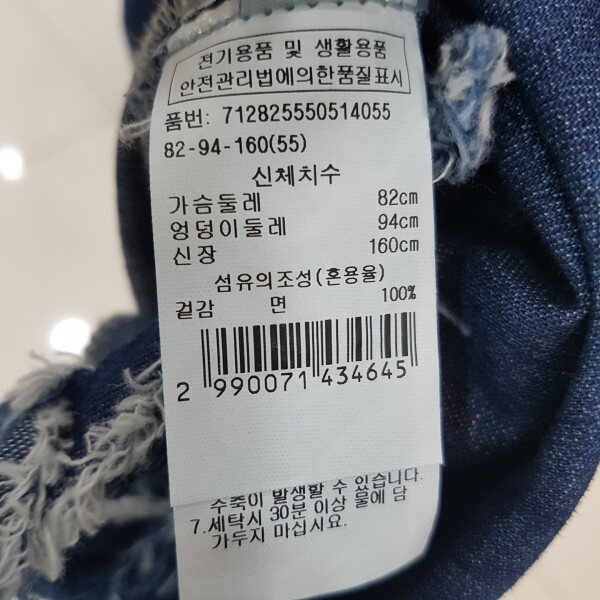 전기용품 및 생활용품
안전관리법에의한품질표시
품번: 712825550514055
82-94-160(55)
신체치수
가슴둘레 82cm
엉덩이둘레 94cm
신장 160cm
섬유의조성(혼용율)
겉감 면 100%
2 990071 434645
수축이 발생할 수 있습니다.
7.세탁시 30분 이상 물에 담
가두지 마십시요.